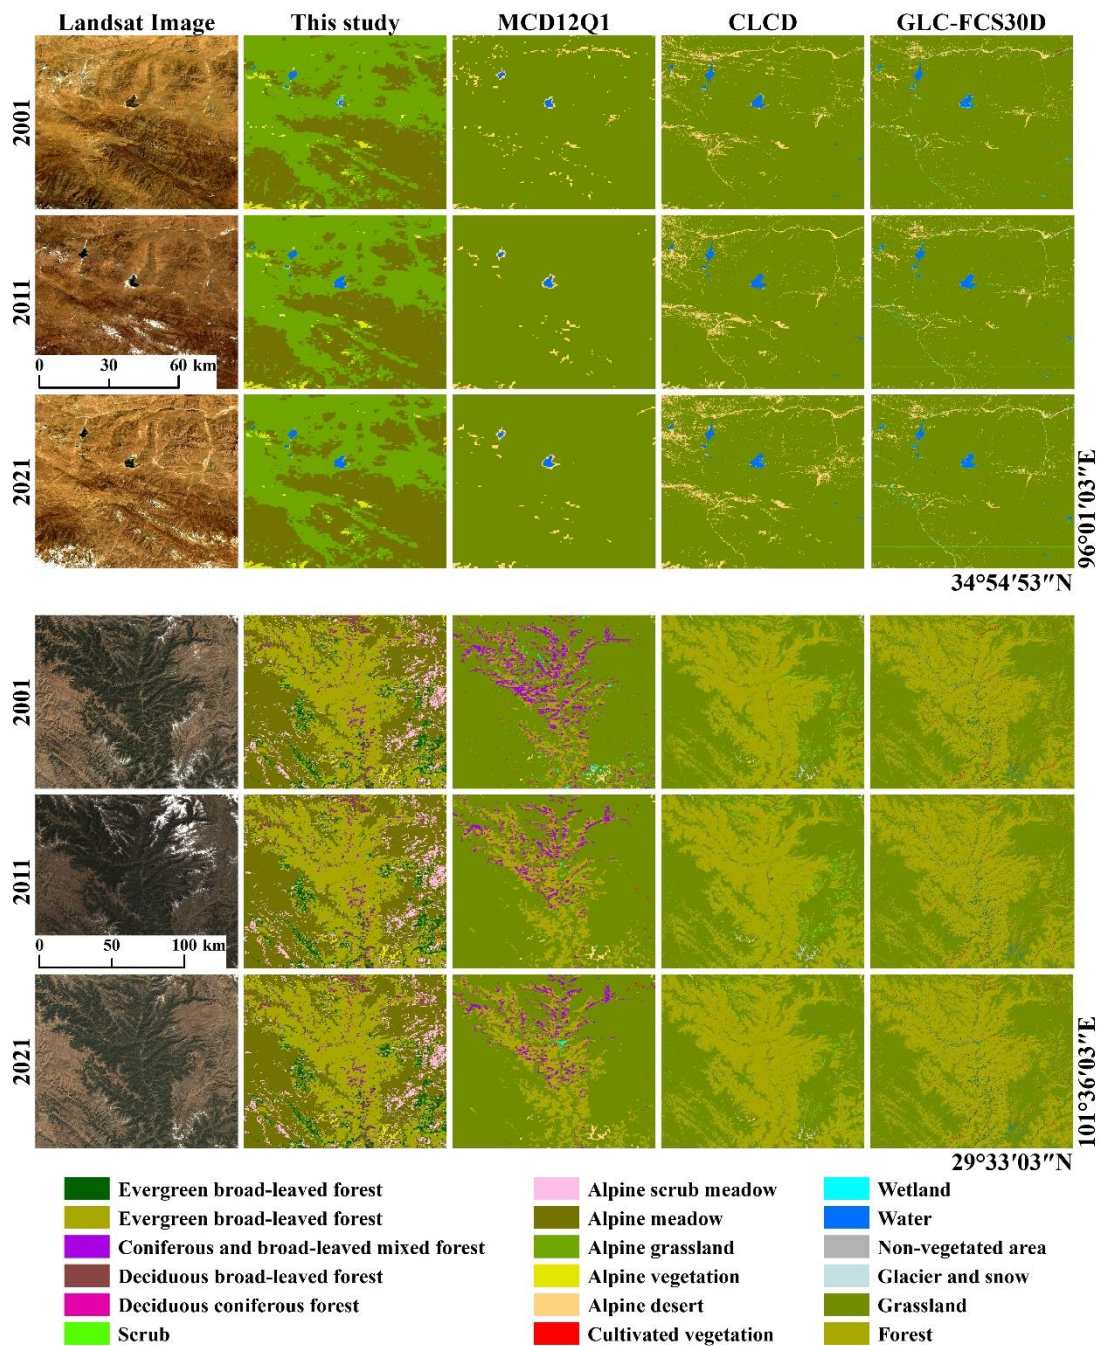 Landsat Image This study MCD12Q1 CLCD GLC-FCS30D
2001
2011
0 30 60 km
2021
96°01′03″E
34°54′53″N
2001
2011
0 50 100 km
2021
101°36′03″E
29°33′03″N
Evergreen broad-leaved forest Alpine scrub meadow Wetland
Evergreen broad-leaved forest Alpine meadow Water
Coniferous and broad-leaved mixed forest Alpine grassland Non-vegetated area
Deciduous broad-leaved forest Alpine vegetation Glacier and snow
Deciduous coniferous forest Alpine desert Grassland
Scrub Cultivated vegetation Forest